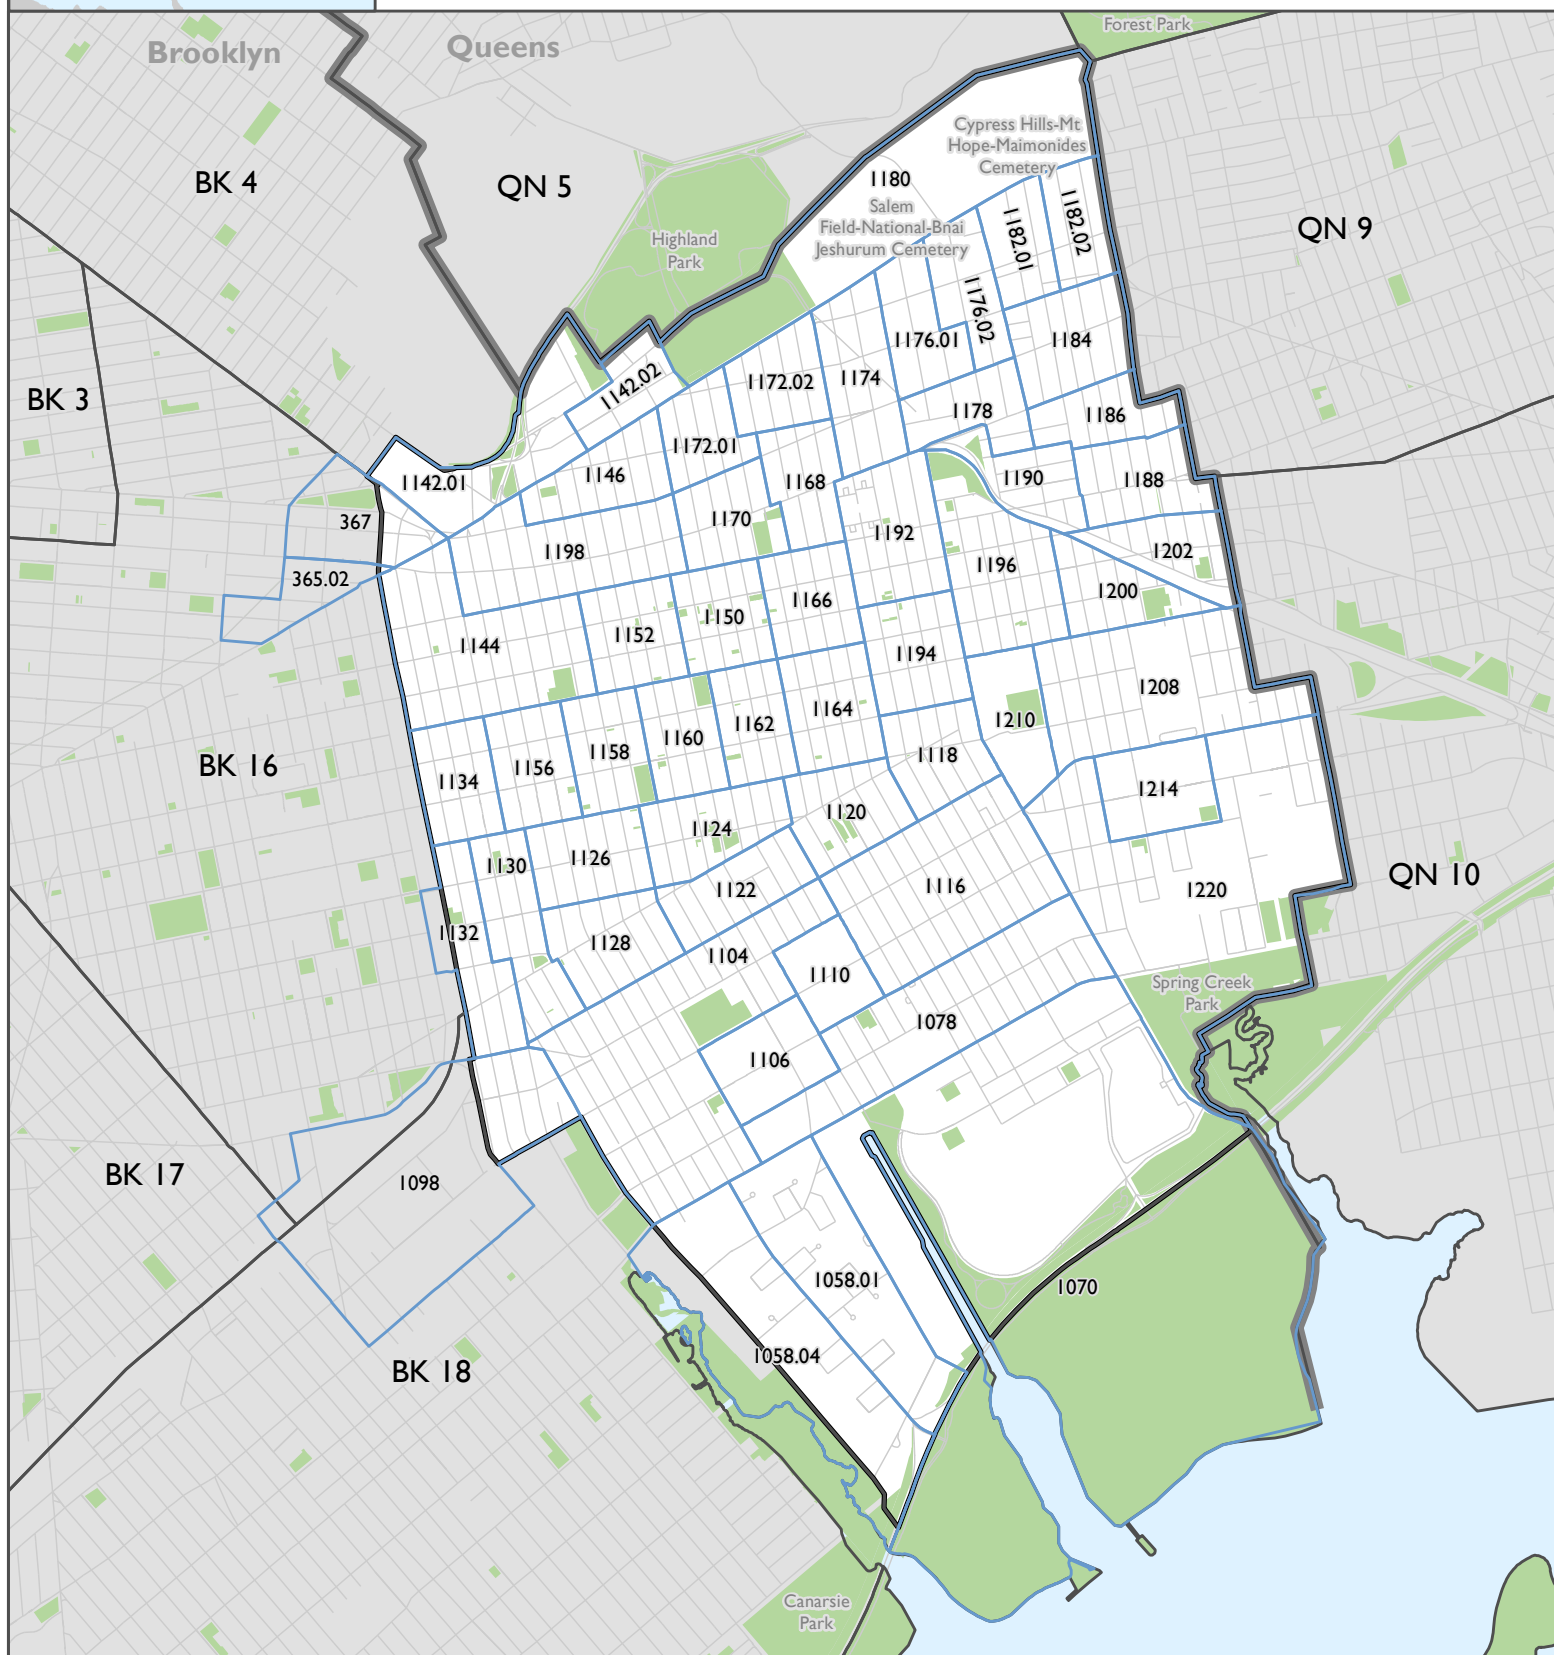 Forest Park
Brooklyn
Queens
Cypress Hills-Mt
Hope-Maimonides
Cemetery
BK 4
QN 5
1180
Salem
Field-National-Bnai
Jeshurum Cemetery
1182.01
1182.02
QN 9
Highland
Park
1176.02
1176.01
1184
BK 3
1142.02
1172.02
1174
1178
1186
1172.01
1142.01
1146
1168
1190
1188
367
1170
1192
1198
1196
1202
365.02
1166
1200
1150
1152
1144
1194
1208
1164
1210
1162
1160
1158
1118
BK 16
1156
1134
1214
1120
1124
1126
1130
QN 10
1116
1122
1220
1132
1128
1104
1110
Spring Creek
Park
1078
1106
BK 17
1098
1058.01
1070
1058.04
BK 18
Canarsie
Park